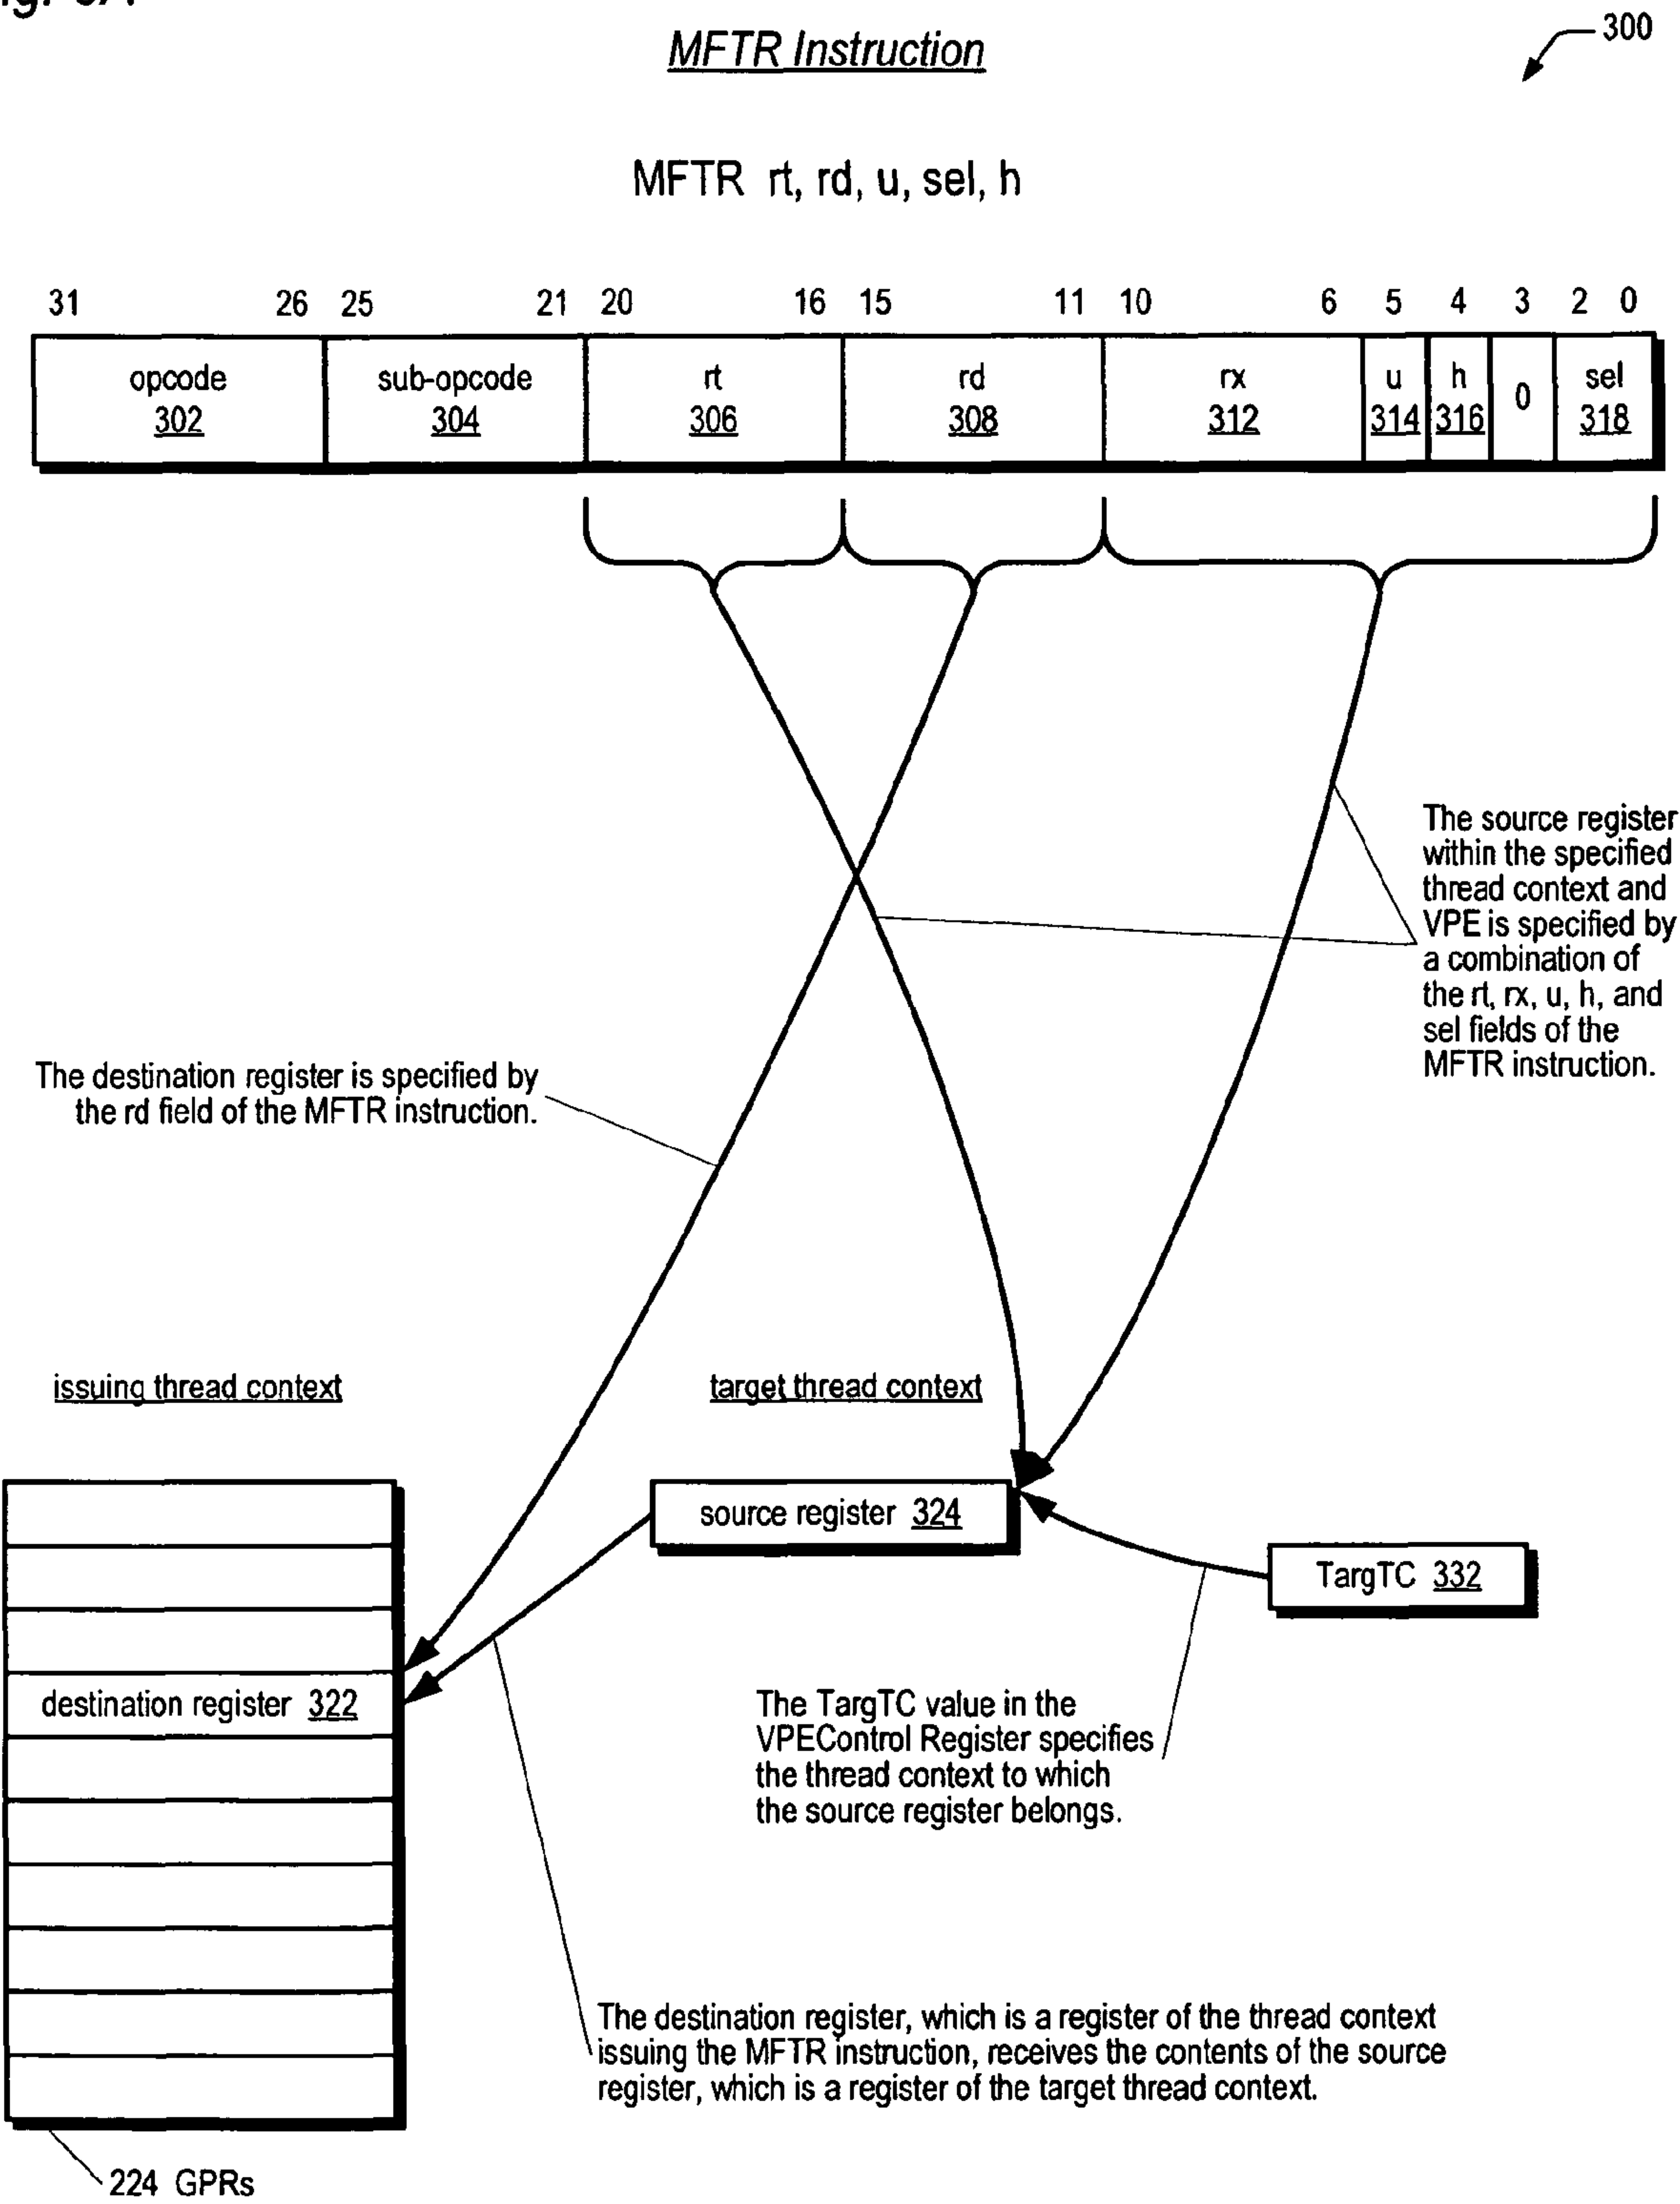 MFTR Instruction
300
MFTR rt, rd, u, sel, h
31 26 25 21 20 16 15 11 10 6 5 4 3 2 0
opcode sub-opcode rt rd rx u h 0 sel
302 304 306 308 312 314 316 318
The source register
within the specified
thread context and
VPE is specified by
a combination of
the rt, rx, u, h, and
sel fields of the
MFTR instruction.
The destination register is specified by
the rd field of the MFTR instruction.
issuing thread context
target thread context
source register 324
TargTC 332
destination register 322
The TargTC value in the
VPEControl Register specifies
the thread context to which
the source register belongs.
The destination register, which is a register of the thread context
issuing the MFTR instruction, receives the contents of the source
register, which is a register of the target thread context.
224 GPRs